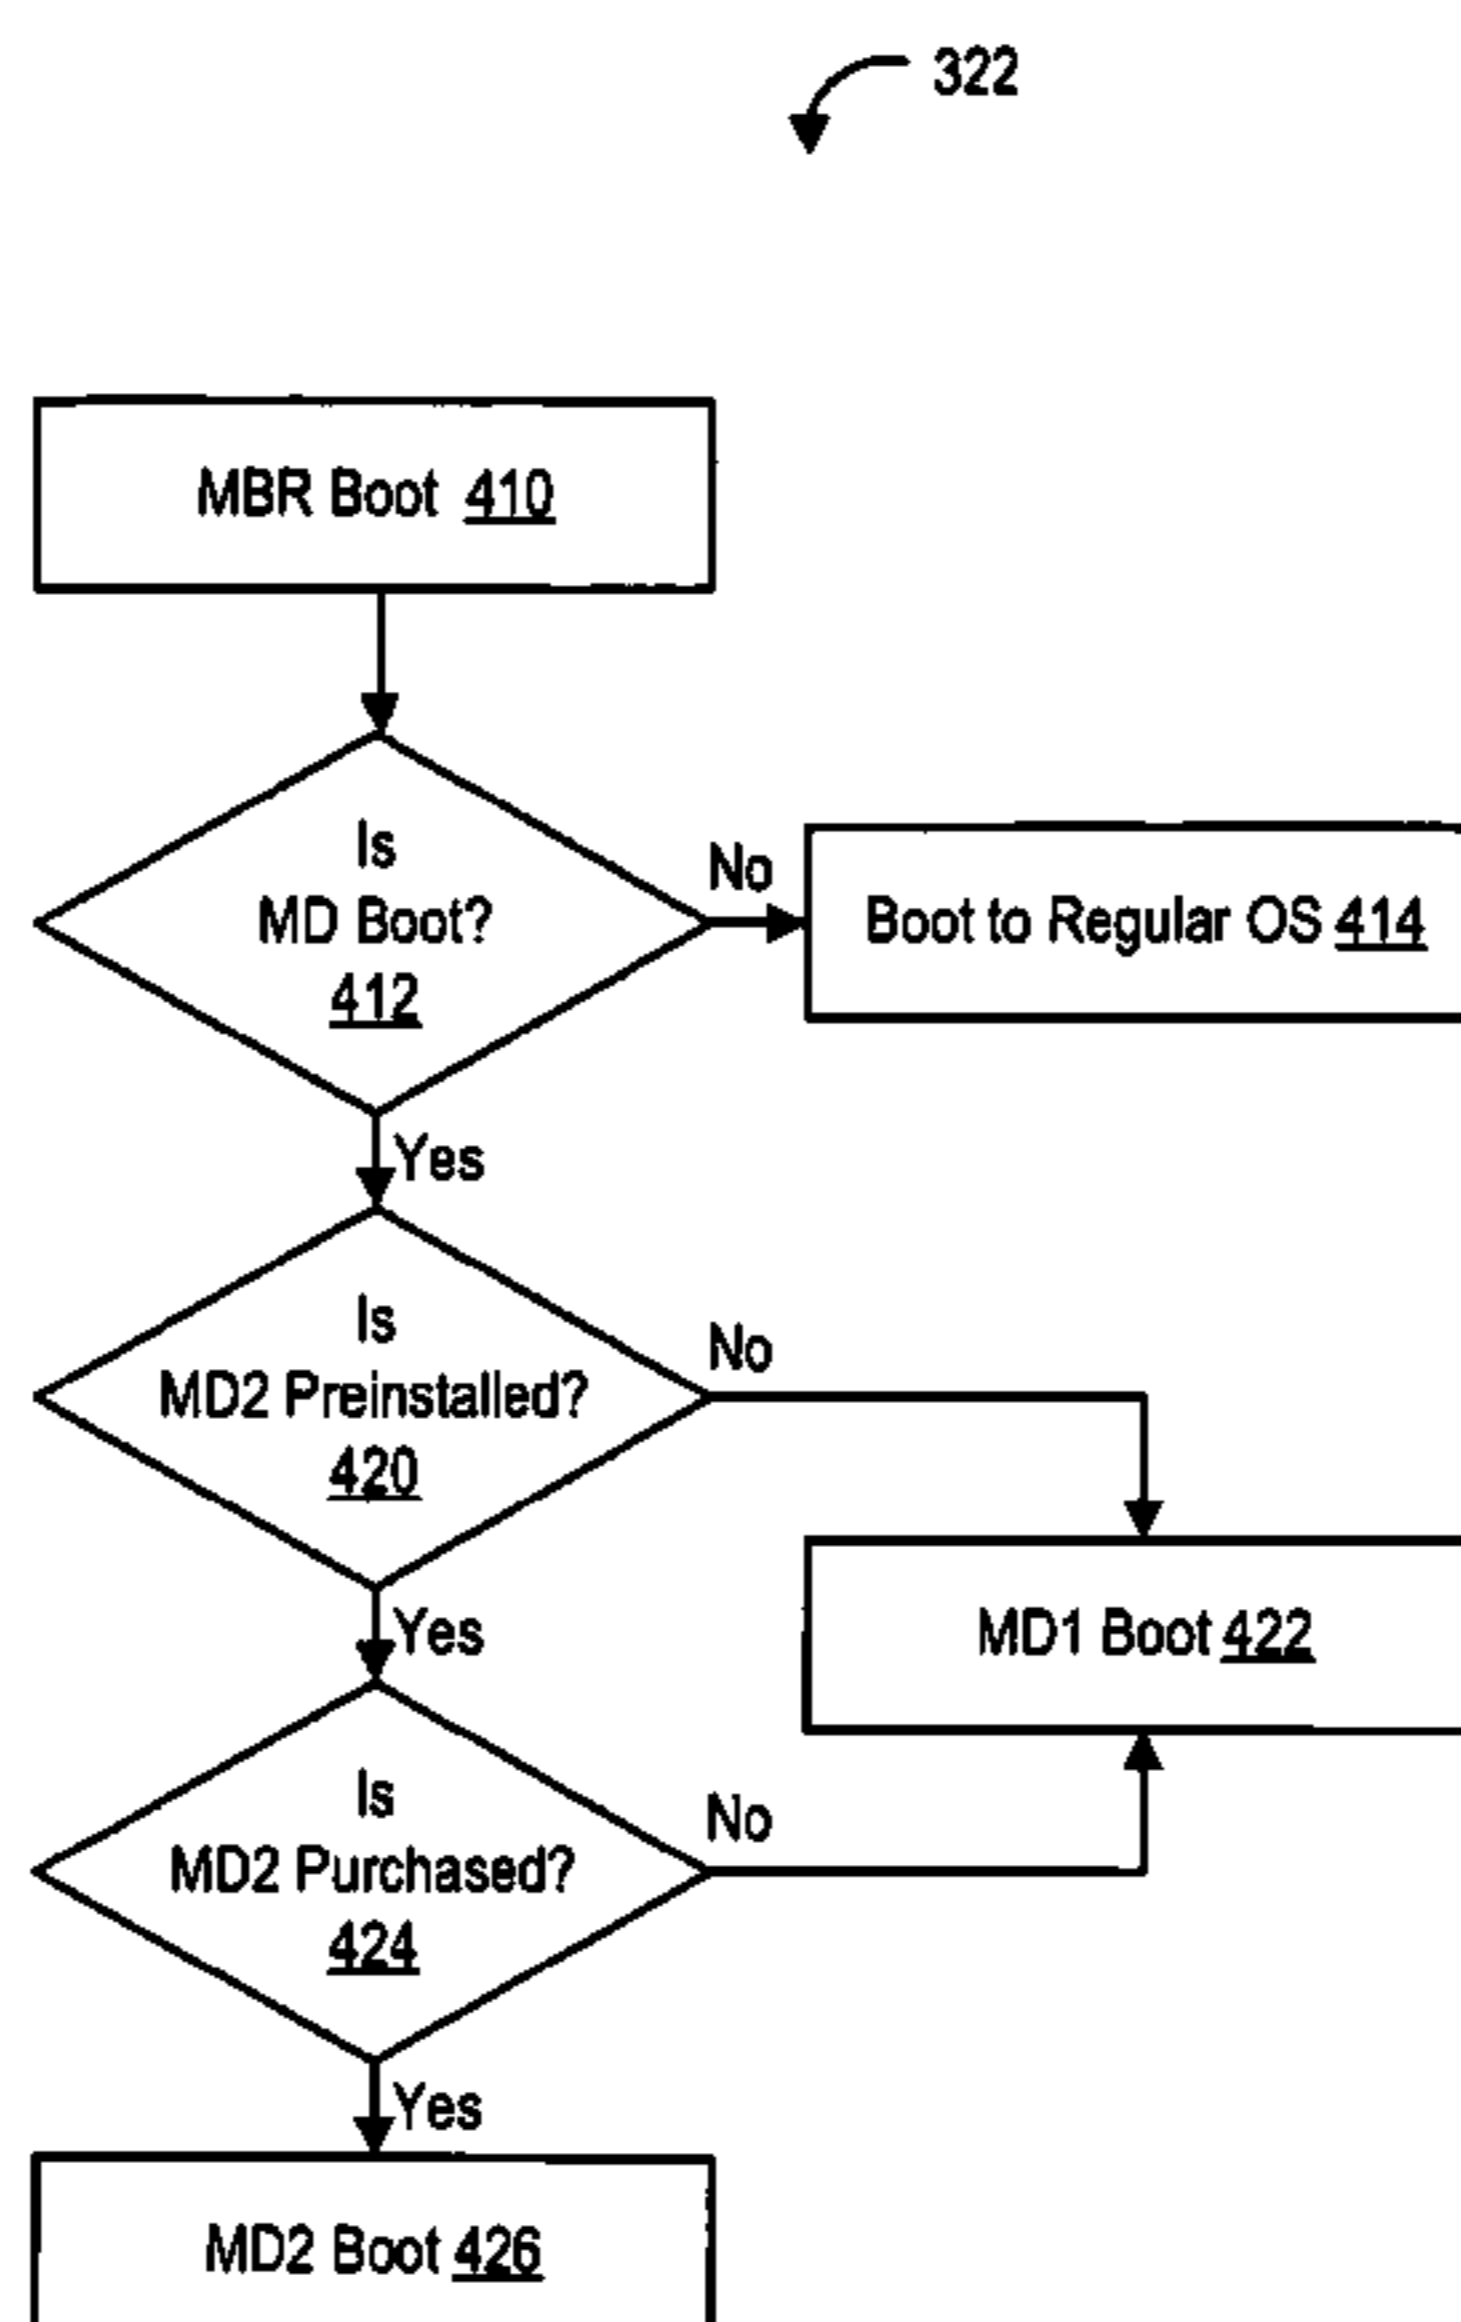 322
MBR Boot 410
Is
MD Boot?
412
No
Boot to Regular OS 414
Yes
Is
MD2 Preinstalled?
420
No
MD1 Boot 422
Yes
Is
MD2 Purchased?
424
No
Yes
MD2 Boot 426